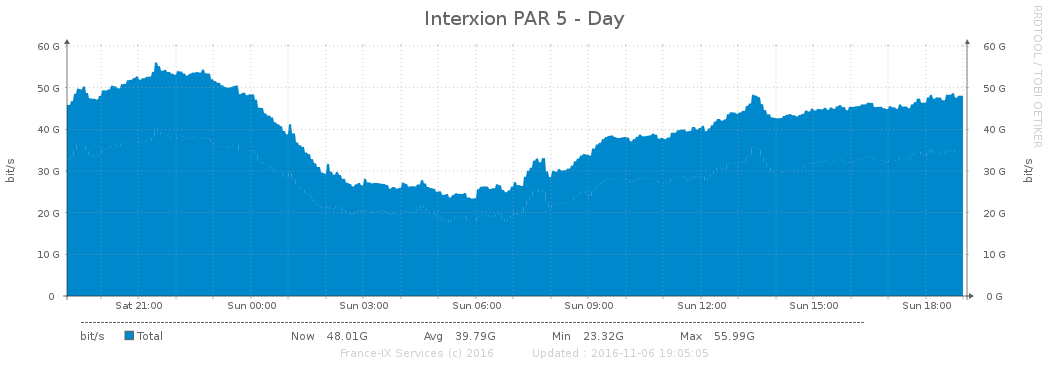 Interxion PAR 5 - Day
RRDTOOL / TOBI OETIKER
60 G 60 G
50 G 50 G
40 G 40 G
30 G 30 G
20 G 20 G
10 G 10 G
0 0 G
bit/s
bit/s
Sat 21:00 Sun 00:00 Sun 03:00 Sun 06:00 Sun 09:00 Sun 12:00 Sun 15:00 Sun 18:00
bit/s Total Now 48.01G Avg 39.79G Min 23.32G Max 55.99G
France-IX Services (c) 2016 Updated : 2016-11-06 19:05:05